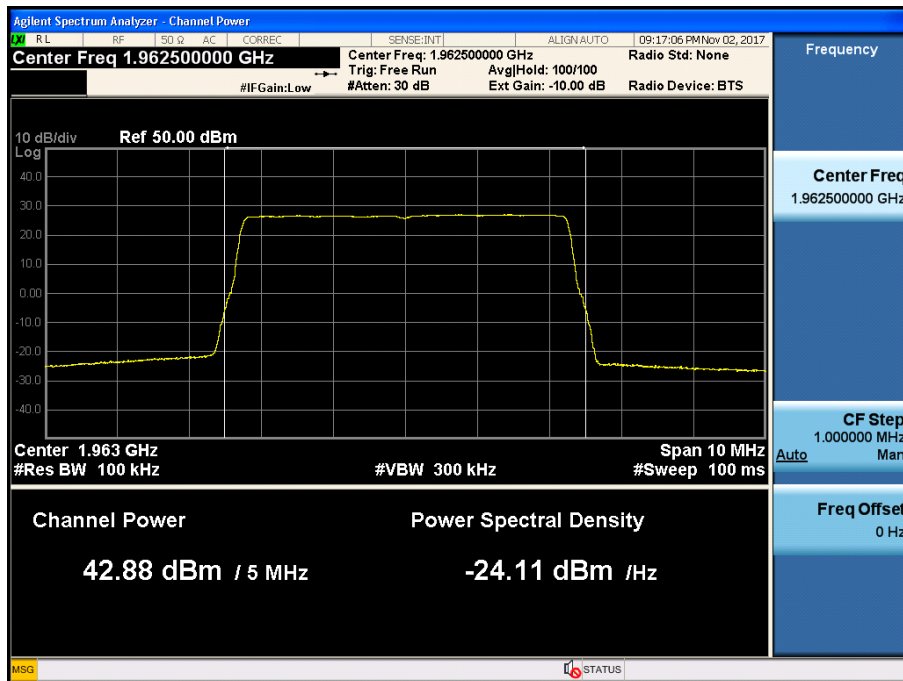 Agilent Spectrum Analyzer - Channel Power
LXI RL RF 50 Ω AC CORREC SENSE:INT ALIGN AUTO 09:17:06 PM Nov 02, 2017
Center Freq 1.962500000 GHz
Center Freq: 1.962500000 GHz Radio Std: None
Trig: Free Run Avg|Hold: 100/100
#IFGain:Low #Atten: 30 dB Ext Gain: -10.00 dB Radio Device: BTS
10 dB/div Ref 50.00 dBm
Log
40.0
30.0
20.0
10.0
0.00
-10.0
-20.0
-30.0
-40.0
Center 1.963 GHz Span 10 MHz
#Res BW 100 kHz #VBW 300 kHz #Sweep 100 ms
Channel Power Power Spectral Density
42.88 dBm / 5 MHz -24.11 dBm /Hz
Frequency
Center Freq
1.962500000 GHz
CF Step
1.000000 MHz
Auto Man
Freq Offset
0 Hz
MSG STATUS